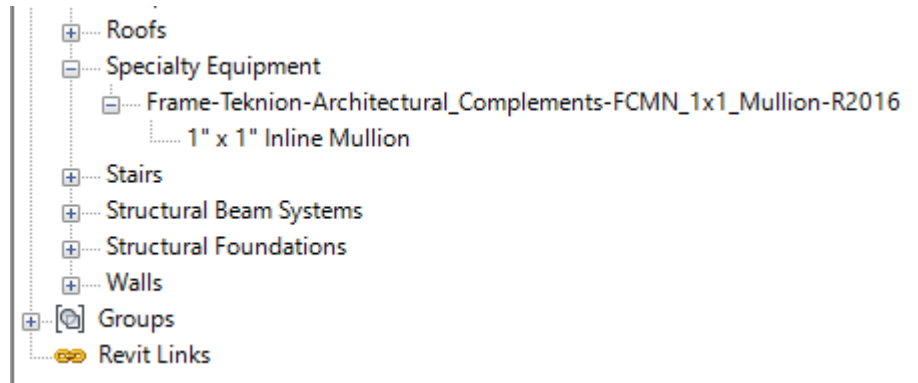 Roofs
Specialty Equipment
Frame-Teknion-Architectural_Complements-FCMN_1x1_Mullion-R2016
1" x 1" Inline Mullion
Stairs
Structural Beam Systems
Structural Foundations
Walls
Groups
Revit Links